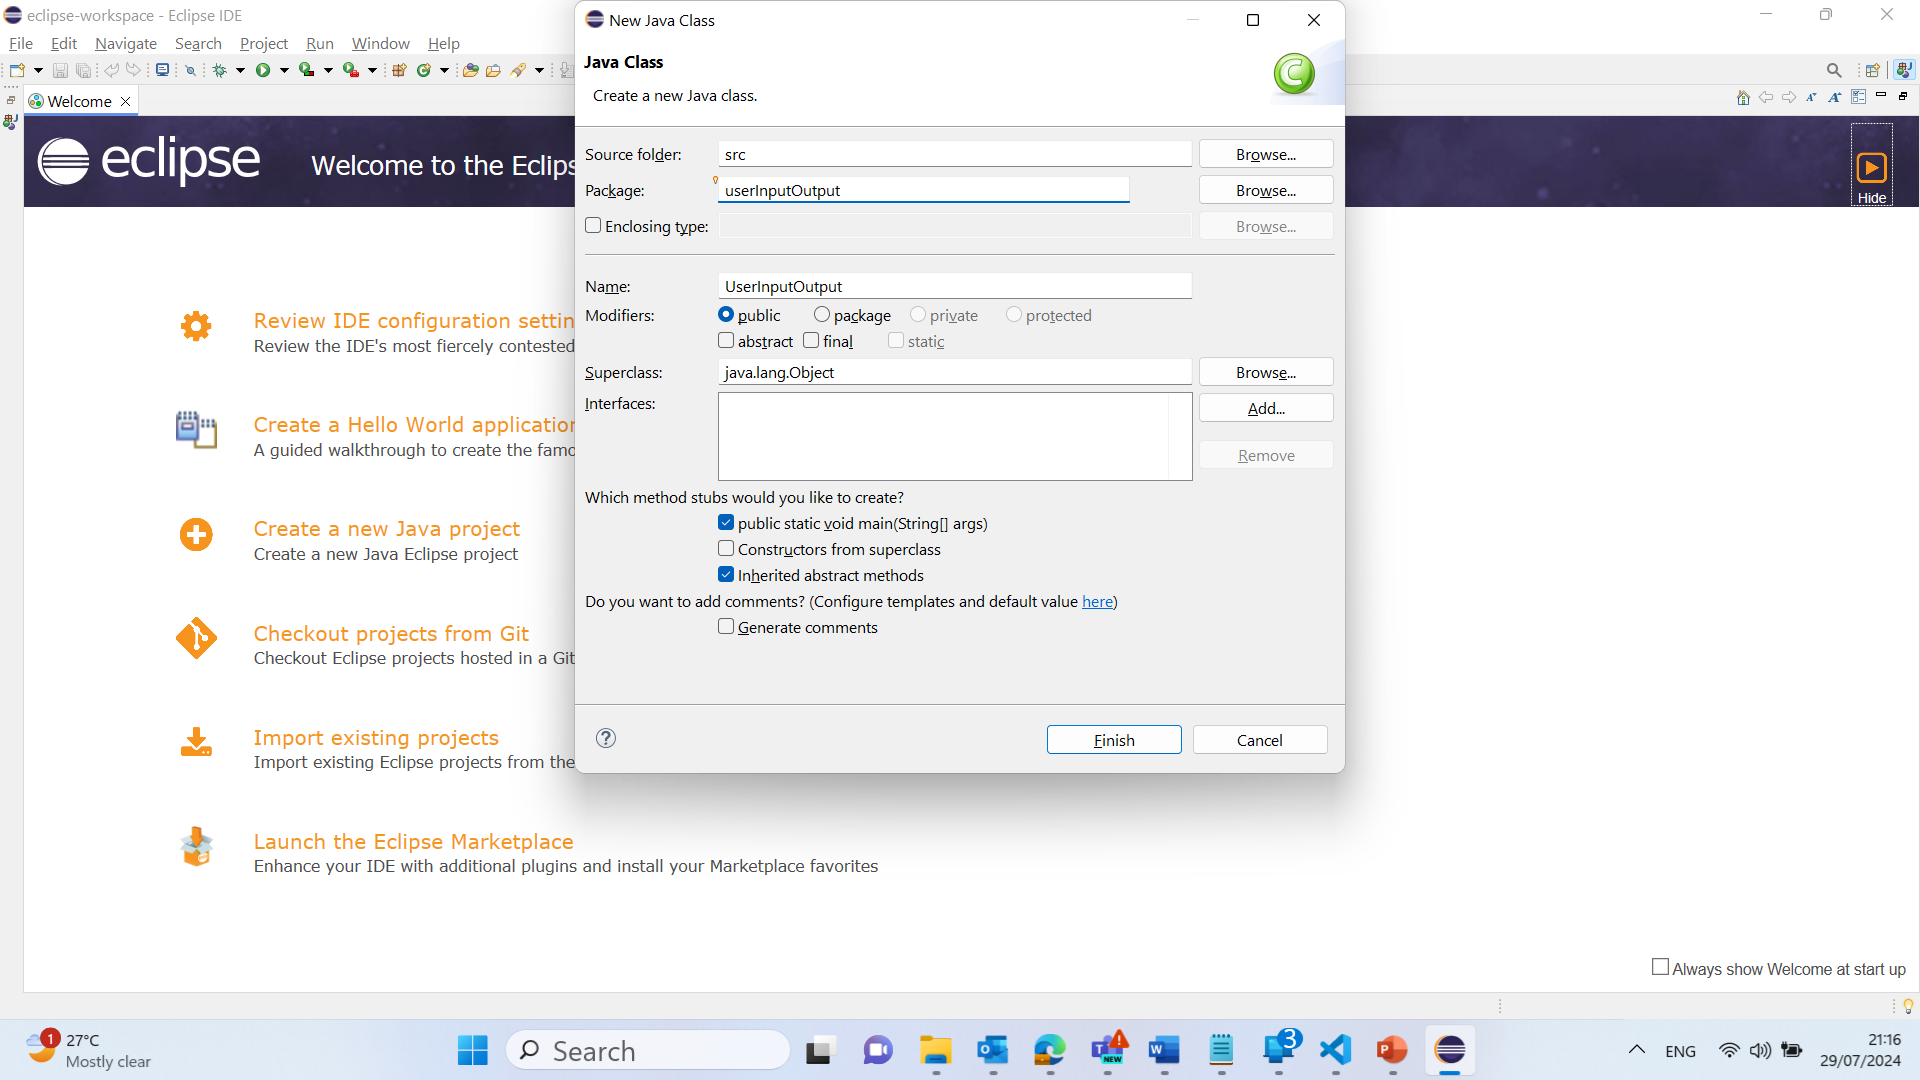 eclipse-workspace - Eclipse IDE
File Edit Navigate Search Project Run Window Help
Welcome
eclipse
Welcome to the Eclips
Hide
Review IDE configuration settin
Review the IDE's most fiercely contested
Create a Hello World application
A guided walkthrough to create the famo
Create a new Java project
Create a new Java Eclipse project
Checkout projects from Git
Checkout Eclipse projects hosted in a Git
Import existing projects
Import existing Eclipse projects from the
Launch the Eclipse Marketplace
Enhance your IDE with additional plugins and install your Marketplace favorites
Always show Welcome at start up
New Java Class
Java Class
Create a new Java class.
C
Source folder: src Browse...
Package: userInputOutput Browse...
Enclosing type: Browse...
Name: UserInputOutput
Modifiers: public package private protected
abstract final static
Superclass: java.lang.Object Browse...
Interfaces: Add...
Remove
Which method stubs would you like to create?
public static void main(String[] args)
Constructors from superclass
Inherited abstract methods
Do you want to add comments? (Configure templates and default value here)
Generate comments
Finish Cancel
1
27°C
Mostly clear
Search
NEW
3
ENG
21:16
29/07/2024